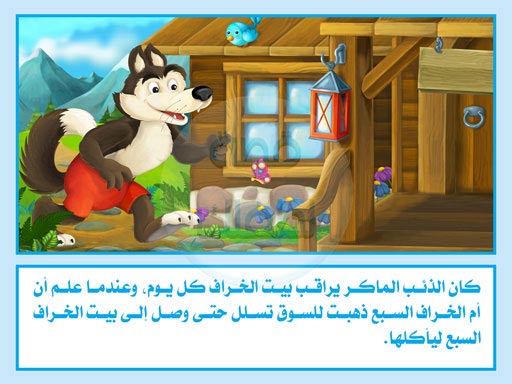 كان الذئب الماكر يراقب بيت الخراف كل يوم، وعندما علم أن
أم الخراف السبع ذهبت للسوق تسلل حتى وصل إلى بيت الخراف
السبع ليأكلها.